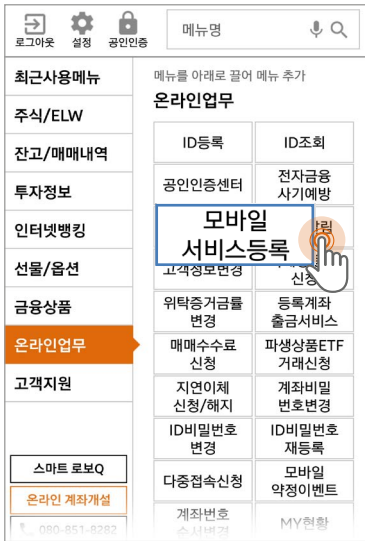 로그아웃 설정 공인인증 메뉴명
최근사용메뉴
주식/ELW
잔고/매매내역
투자정보
인터넷뱅킹
선물/옵션
금융상품
온라인업무
고객지원
스마트 로보Q
온라인 계좌개설
080-851-8282
메뉴를 아래로 끌어 메뉴 추가
온라인업무
ID등록 ID조회
공인인증센터
전자금융
사기예방
모바일
서비스등록
알림
고객정보변경
신청
위탁증거금률
변경
등록계좌
출금서비스
매매수수료
신청
파생상품ETF
거래신청
지연이체
신청/해지
계좌비밀
번호변경
ID비밀번호
변경
ID비밀번호
재등록
다중접속신청
모바일
약정이벤트
계좌번호
순서변경
MY현황